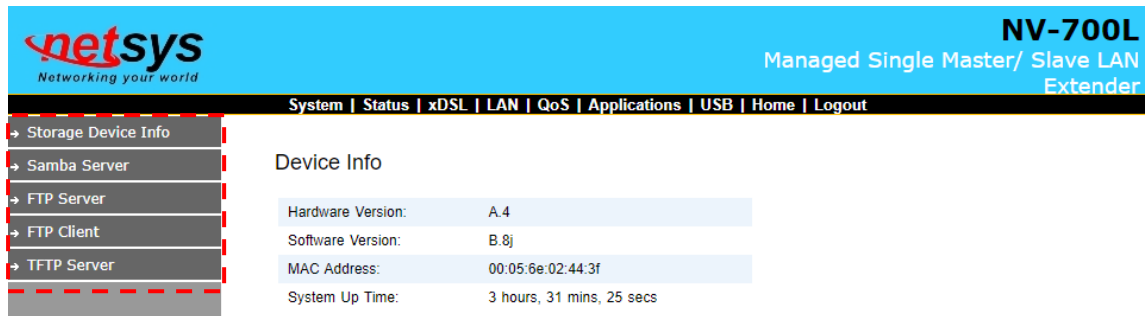 netsys
Networking your world
NV-700L
Managed Single Master/ Slave LAN
Extender
System | Status | xDSL | LAN | QoS | Applications | USB | Home | Logout
Storage Device Info
Samba Server
FTP Server
FTP Client
TFTP Server
Device Info
Hardware Version: A.4
Software Version: B.8j
MAC Address: 00:05:6e:02:44:3f
System Up Time: 3 hours, 31 mins, 25 secs